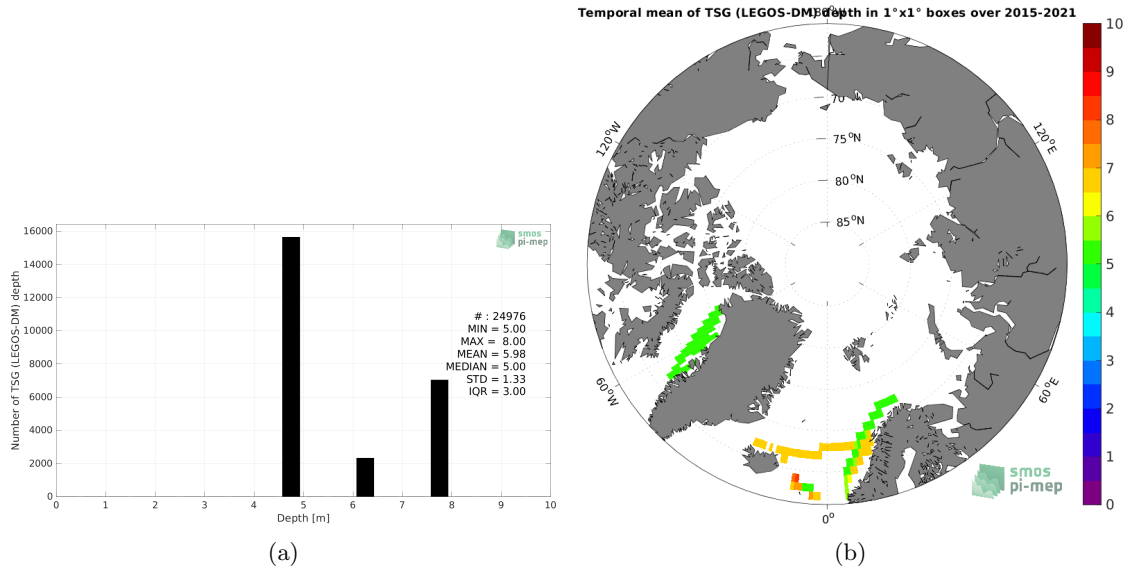 Temporal mean of TSG (LEGOS-DM) depth in 1°x1° boxes over 2015-2021
16000
14000
12000
10000
8000
6000
4000
2000
0
Number of TSG (LEGOS-DM) depth
smos
pi-mep
# : 24976
MIN = 5.00
MAX = 8.00
MEAN = 5.98
MEDIAN = 5.00
STD = 1.33
IQR = 3.00
0 1 2 3 4 5 6 7 8 9 10
Depth [m]
(a)
120°W
120°E
75°N
80°N
85°N
60°W
60°E
0°
smos
pi-mep
10
9
8
7
6
5
4
3
2
1
0
(b)